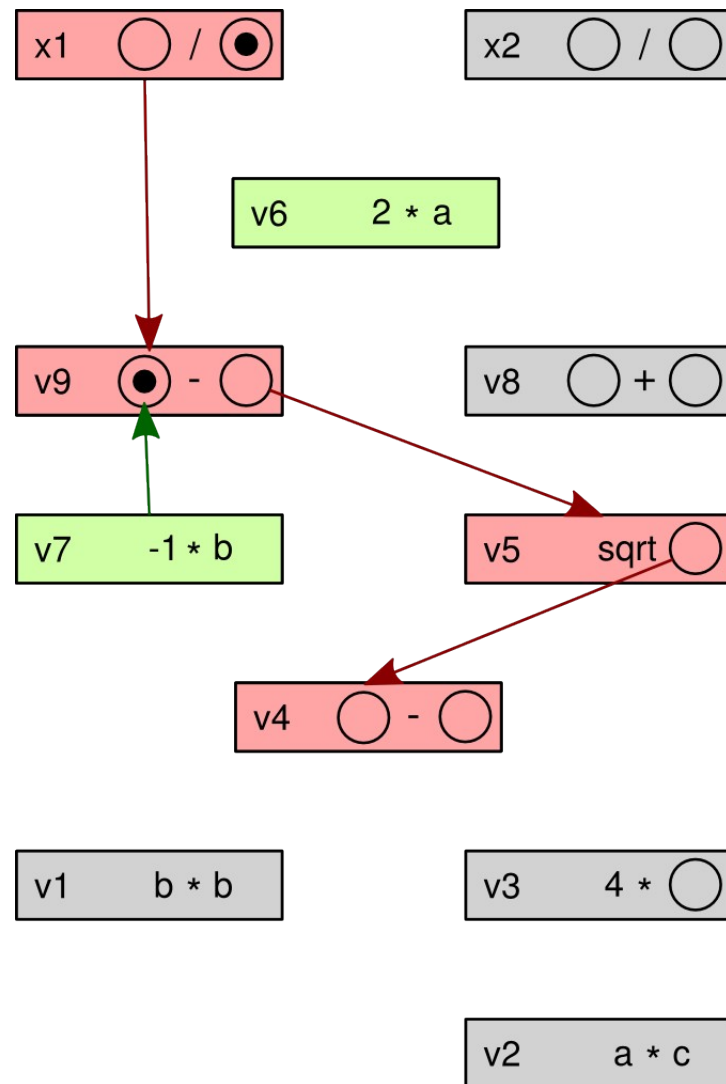 x1 /
x2 /
v6 2 * a
v9 -
v8 +
v7 -1 * b
v5 sqrt
v4 -
v1 b * b
v3 4 *
v2 a * c